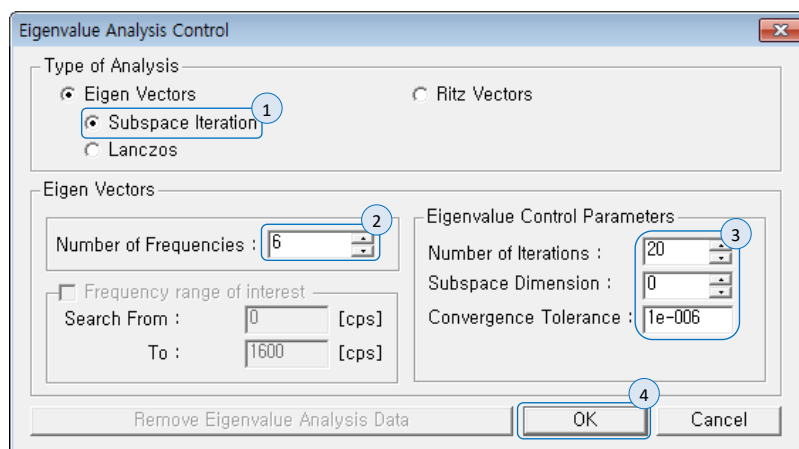 Eigenvalue Analysis Control
Type of Analysis
Eigen Vectors Ritz Vectors
1
Subspace Iteration
Lanczos
Eigen Vectors
2
Number of Frequencies : 6
Frequency range of interest
Search From : 0 [cps]
To : 1600 [cps]
Eigenvalue Control Parameters
3
Number of Iterations : 20
Subspace Dimension : 0
Convergence Tolerance : 1e-006
4
Remove Eigenvalue Analysis Data OK Cancel